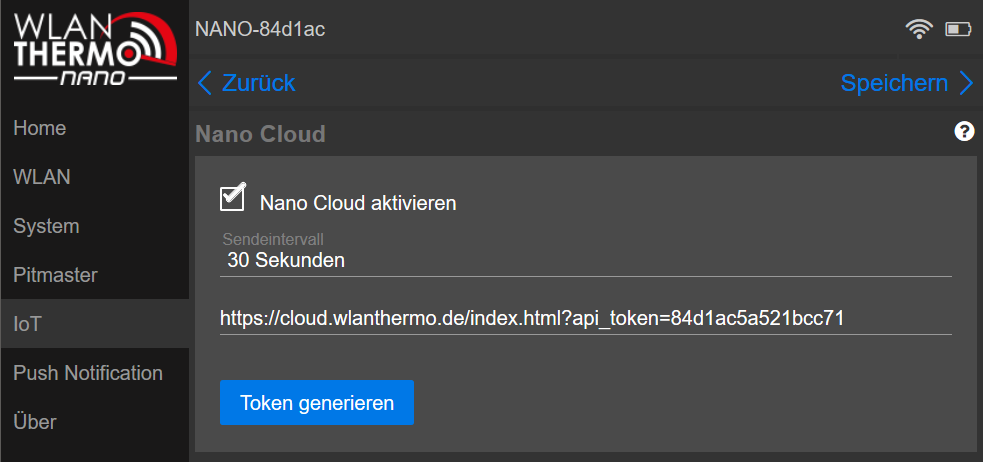 WLAN
THERMO
nano
NANO-84d1ac
Zurück
Speichern
Home
WLAN
System
Pitmaster
IoT
Push Notification
Über
Nano Cloud
?
Nano Cloud aktivieren
Sendeintervall
30 Sekunden
https://cloud.wlanthermo.de/index.html?api_token=84d1ac5a521bcc71
Token generieren